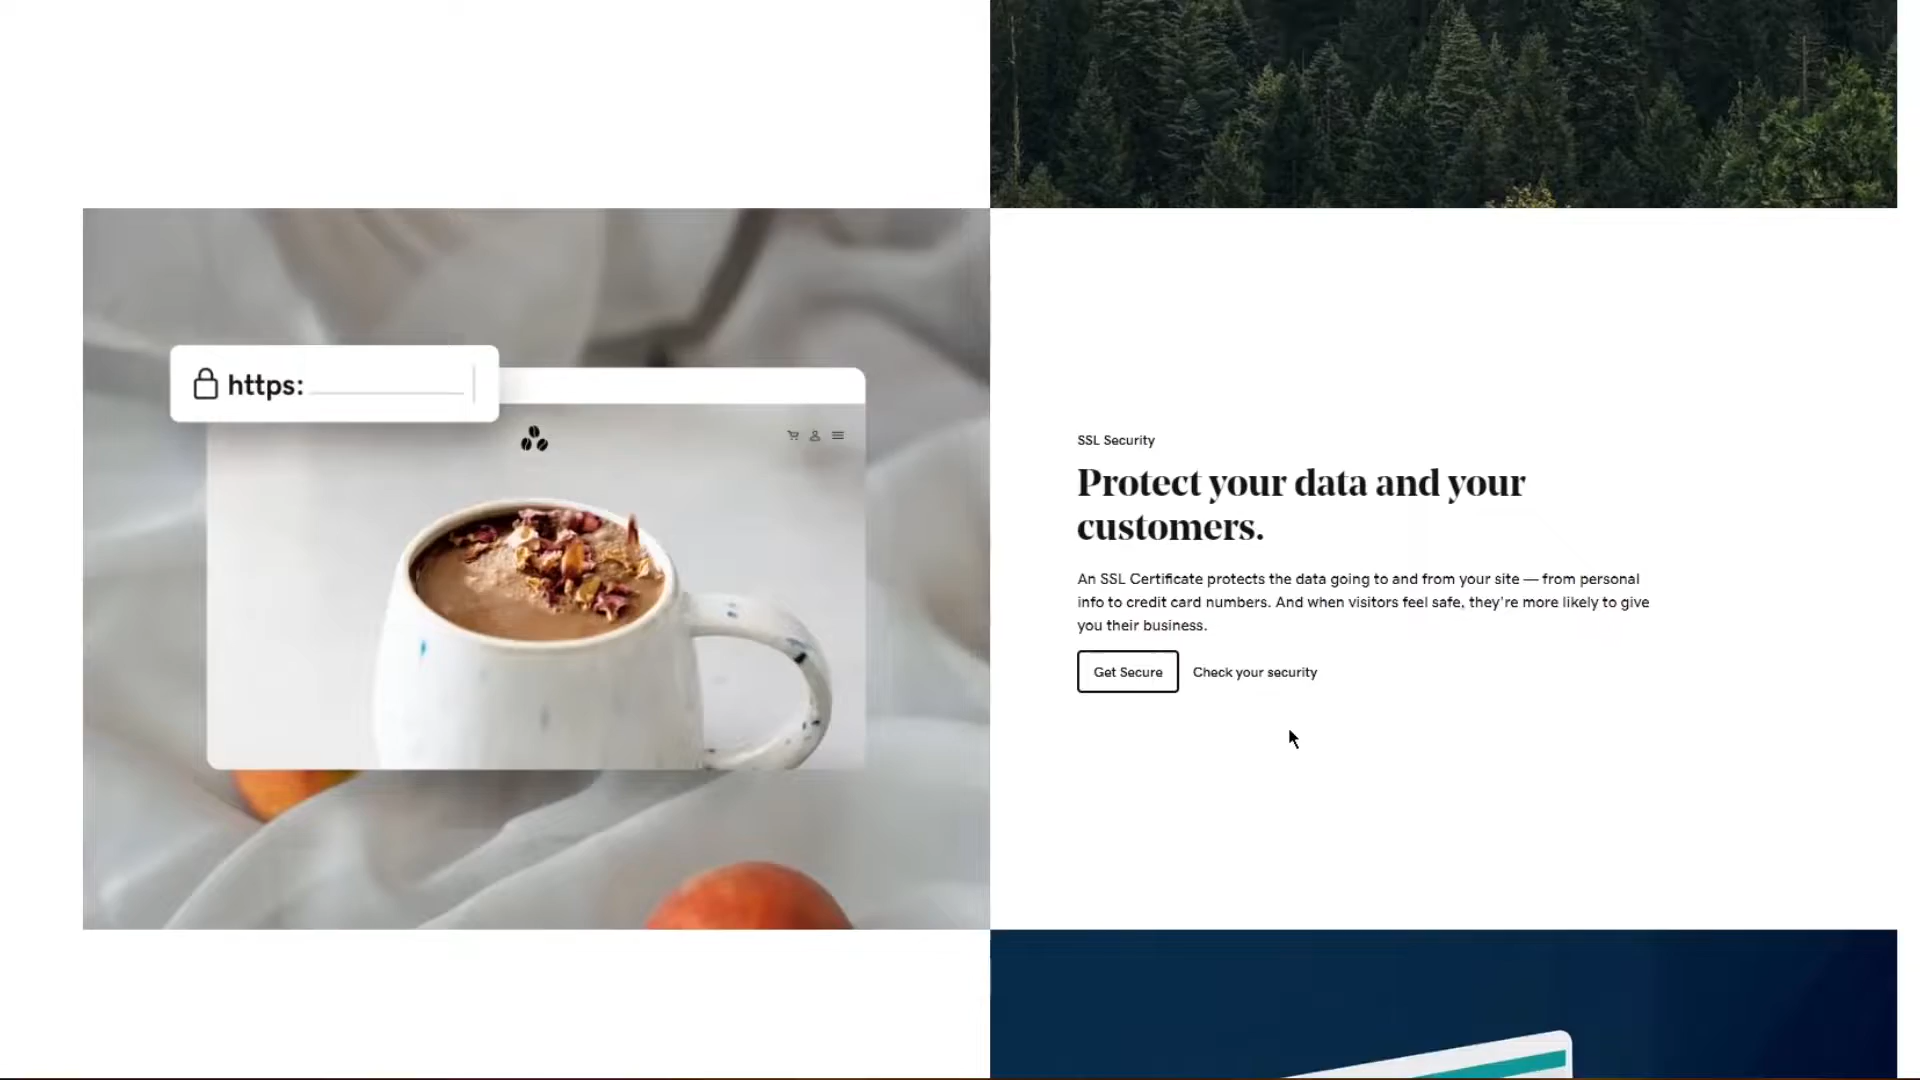 https:
SSL Security
Protect your data and your
customers.
An SSL Certificate protects the data going to and from your site — from personal
info to credit card numbers. And when visitors feel safe, they're more likely to give
you their business.
Get Secure
Check your security